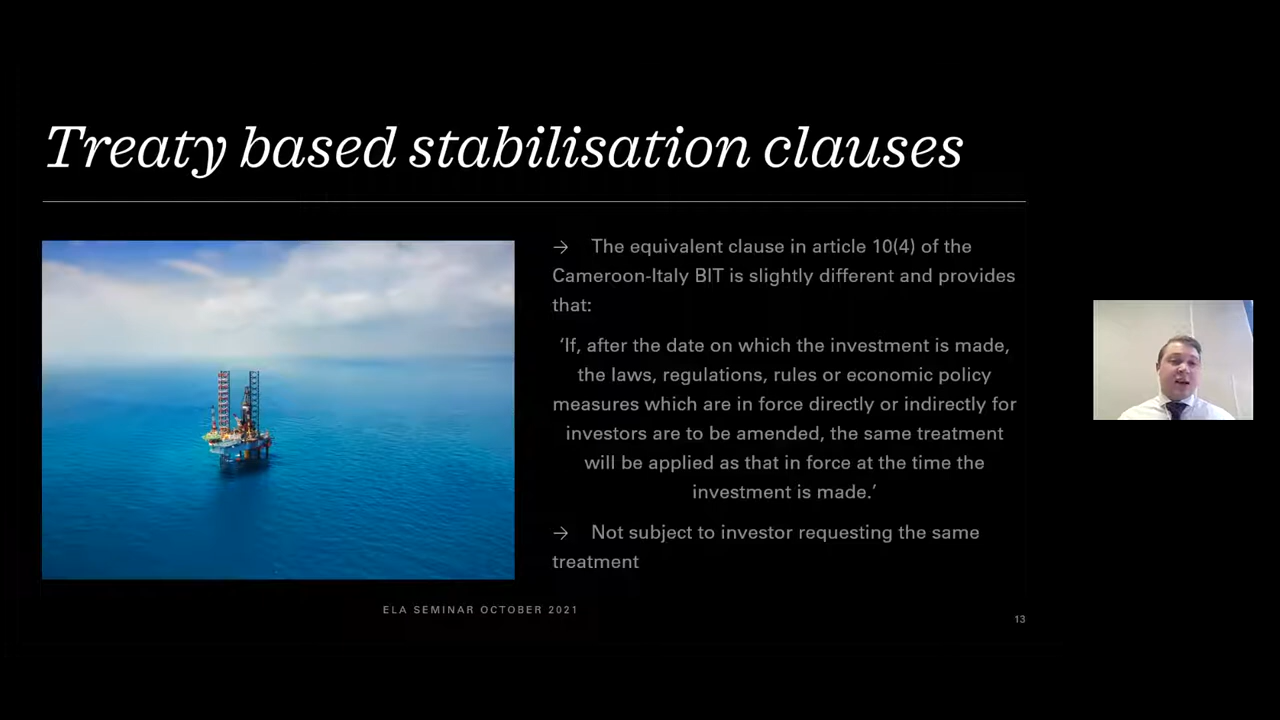 Treaty based stabilisation clauses
→ The equivalent clause in article 10(4) of the
Cameroon-Italy BIT is slightly different and provides
that:
‘If, after the date on which the investment is made,
the laws, regulations, rules or economic policy
measures which are in force directly or indirectly for
investors are to be amended, the same treatment
will be applied as that in force at the time the
investment is made.’
→ Not subject to investor requesting the same
treatment
ELA SEMINAR OCTOBER 2021
13